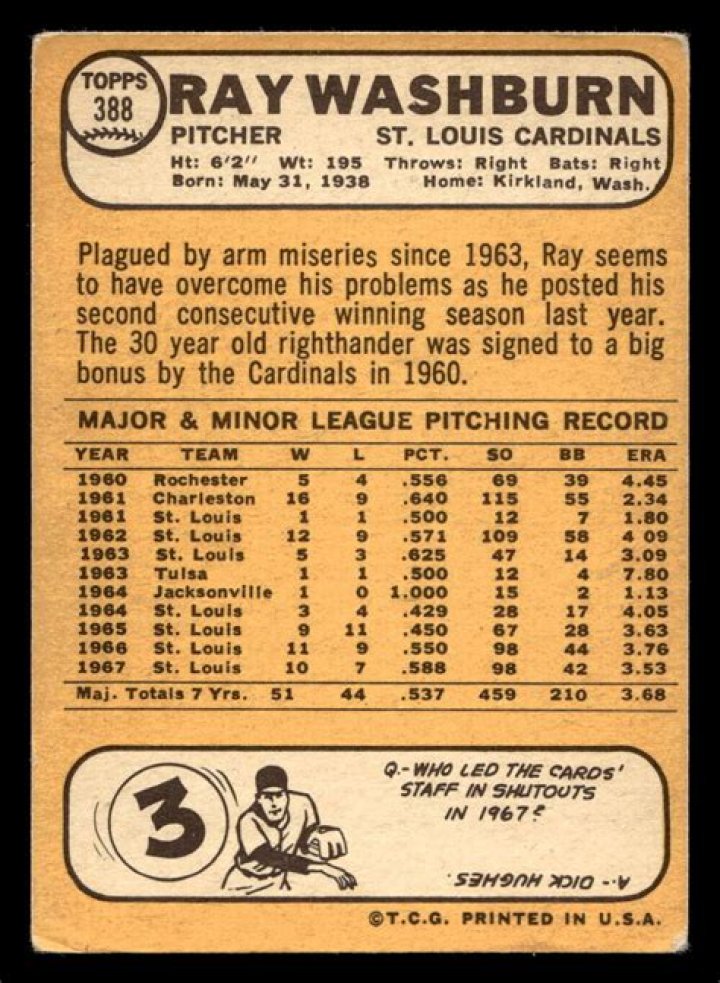 TOPPS
388
RAY WASHBURN
PITCHER ST. LOUIS CARDINALS
Ht: 6'2" Wt: 195 Throws: Right Bats: Right
Born: May 31, 1938 Home: Kirkland, Wash.
Plagued by arm miseries since 1963, Ray seems
to have overcome his problems as he posted his
second consecutive winning season last year.
The 30 year old righthander was signed to a big
bonus by the Cardinals in 1960.
MAJOR & MINOR LEAGUE PITCHING RECORD
YEAR TEAM W L PCT. SO BB ERA
1960 Rochester 5 4 .556 69 39 4.45
1961 Charleston 16 9 .640 115 55 2.34
1961 St. Louis 1 1 .500 12 7 1.80
1962 St. Louis 12 9 .571 109 58 4 09
1963 St. Louis 5 3 .625 47 14 3.09
1963 Tulsa 1 1 .500 12 4 7.80
1964 Jacksonville 1 0 1.000 15 2 1.13
1964 St. Louis 3 4 .429 28 17 4.05
1965 St. Louis 9 11 .450 67 28 3.63
1966 St. Louis 11 9 .550 98 44 3.76
1967 St. Louis 10 7 .588 98 42 3.53
Maj. Totals 7 Yrs. 51 44 .537 459 210 3.68
3
Q.-WHO LED THE CARDS'
STAFF IN SHUTOUTS
IN 1967?
A.- DICK HUGHES.
©T.C.G. PRINTED IN U.S.A.